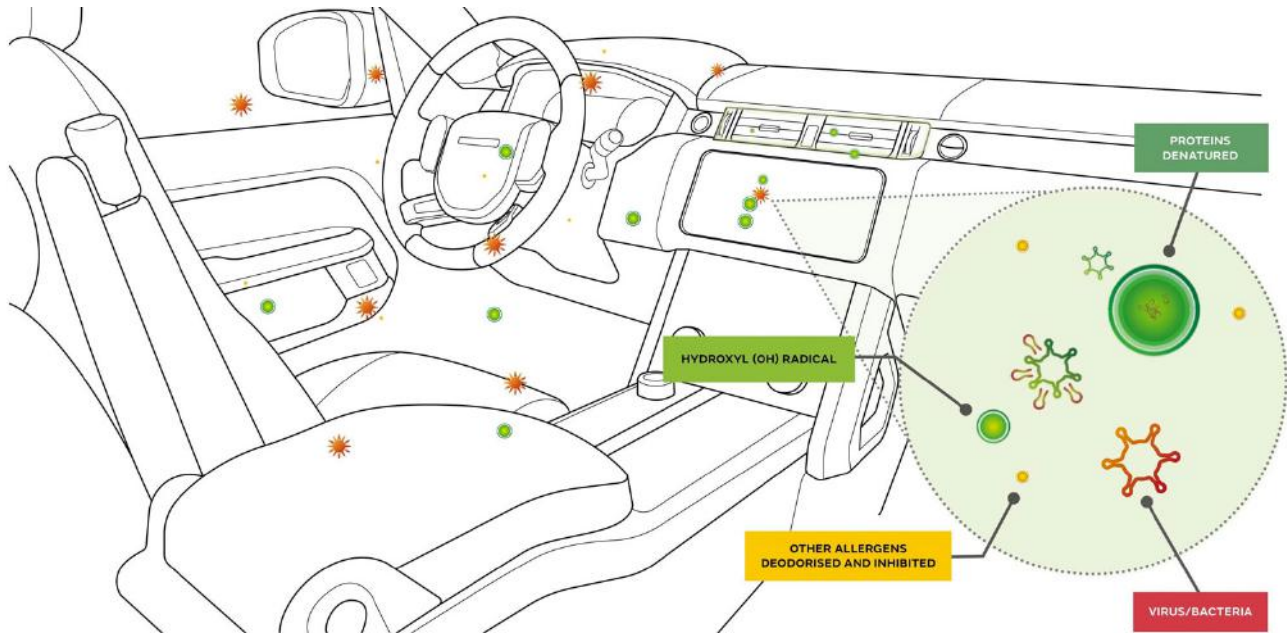 PROTEINS
DENATURED
HYDROXYL (OH) RADICAL
OTHER ALLERGENS
DEODORISED AND INHIBITED
VIRUS/BACTERIA